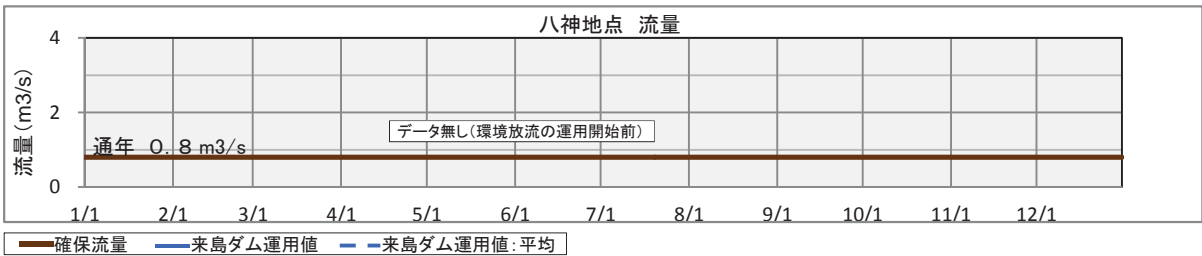 八神地点 流量
流量(m3/s)
4
2
0
データ無し(環境放流の運用開始前)
通年 0.8 m3/s
1/1 2/1 3/1 4/1 5/1 6/1 7/1 8/1 9/1 10/1 11/1 12/1
確保流量 来島ダム運用値 来島ダム運用値:平均